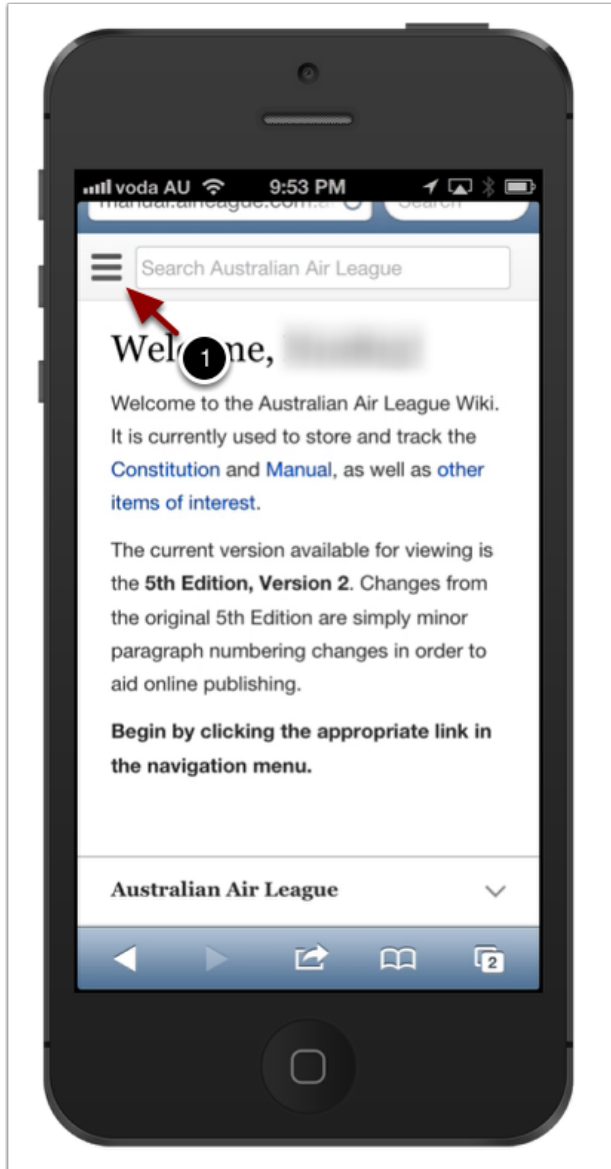 voda AU 9:53 PM
Search
Search Australian Air League
1
Welcome,
Welcome to the Australian Air League Wiki.
It is currently used to store and track the
Constitution and Manual, as well as other
items of interest.
The current version available for viewing is
the 5th Edition, Version 2. Changes from
the original 5th Edition are simply minor
paragraph numbering changes in order to
aid online publishing.
Begin by clicking the appropriate link in
the navigation menu.
Australian Air League
2